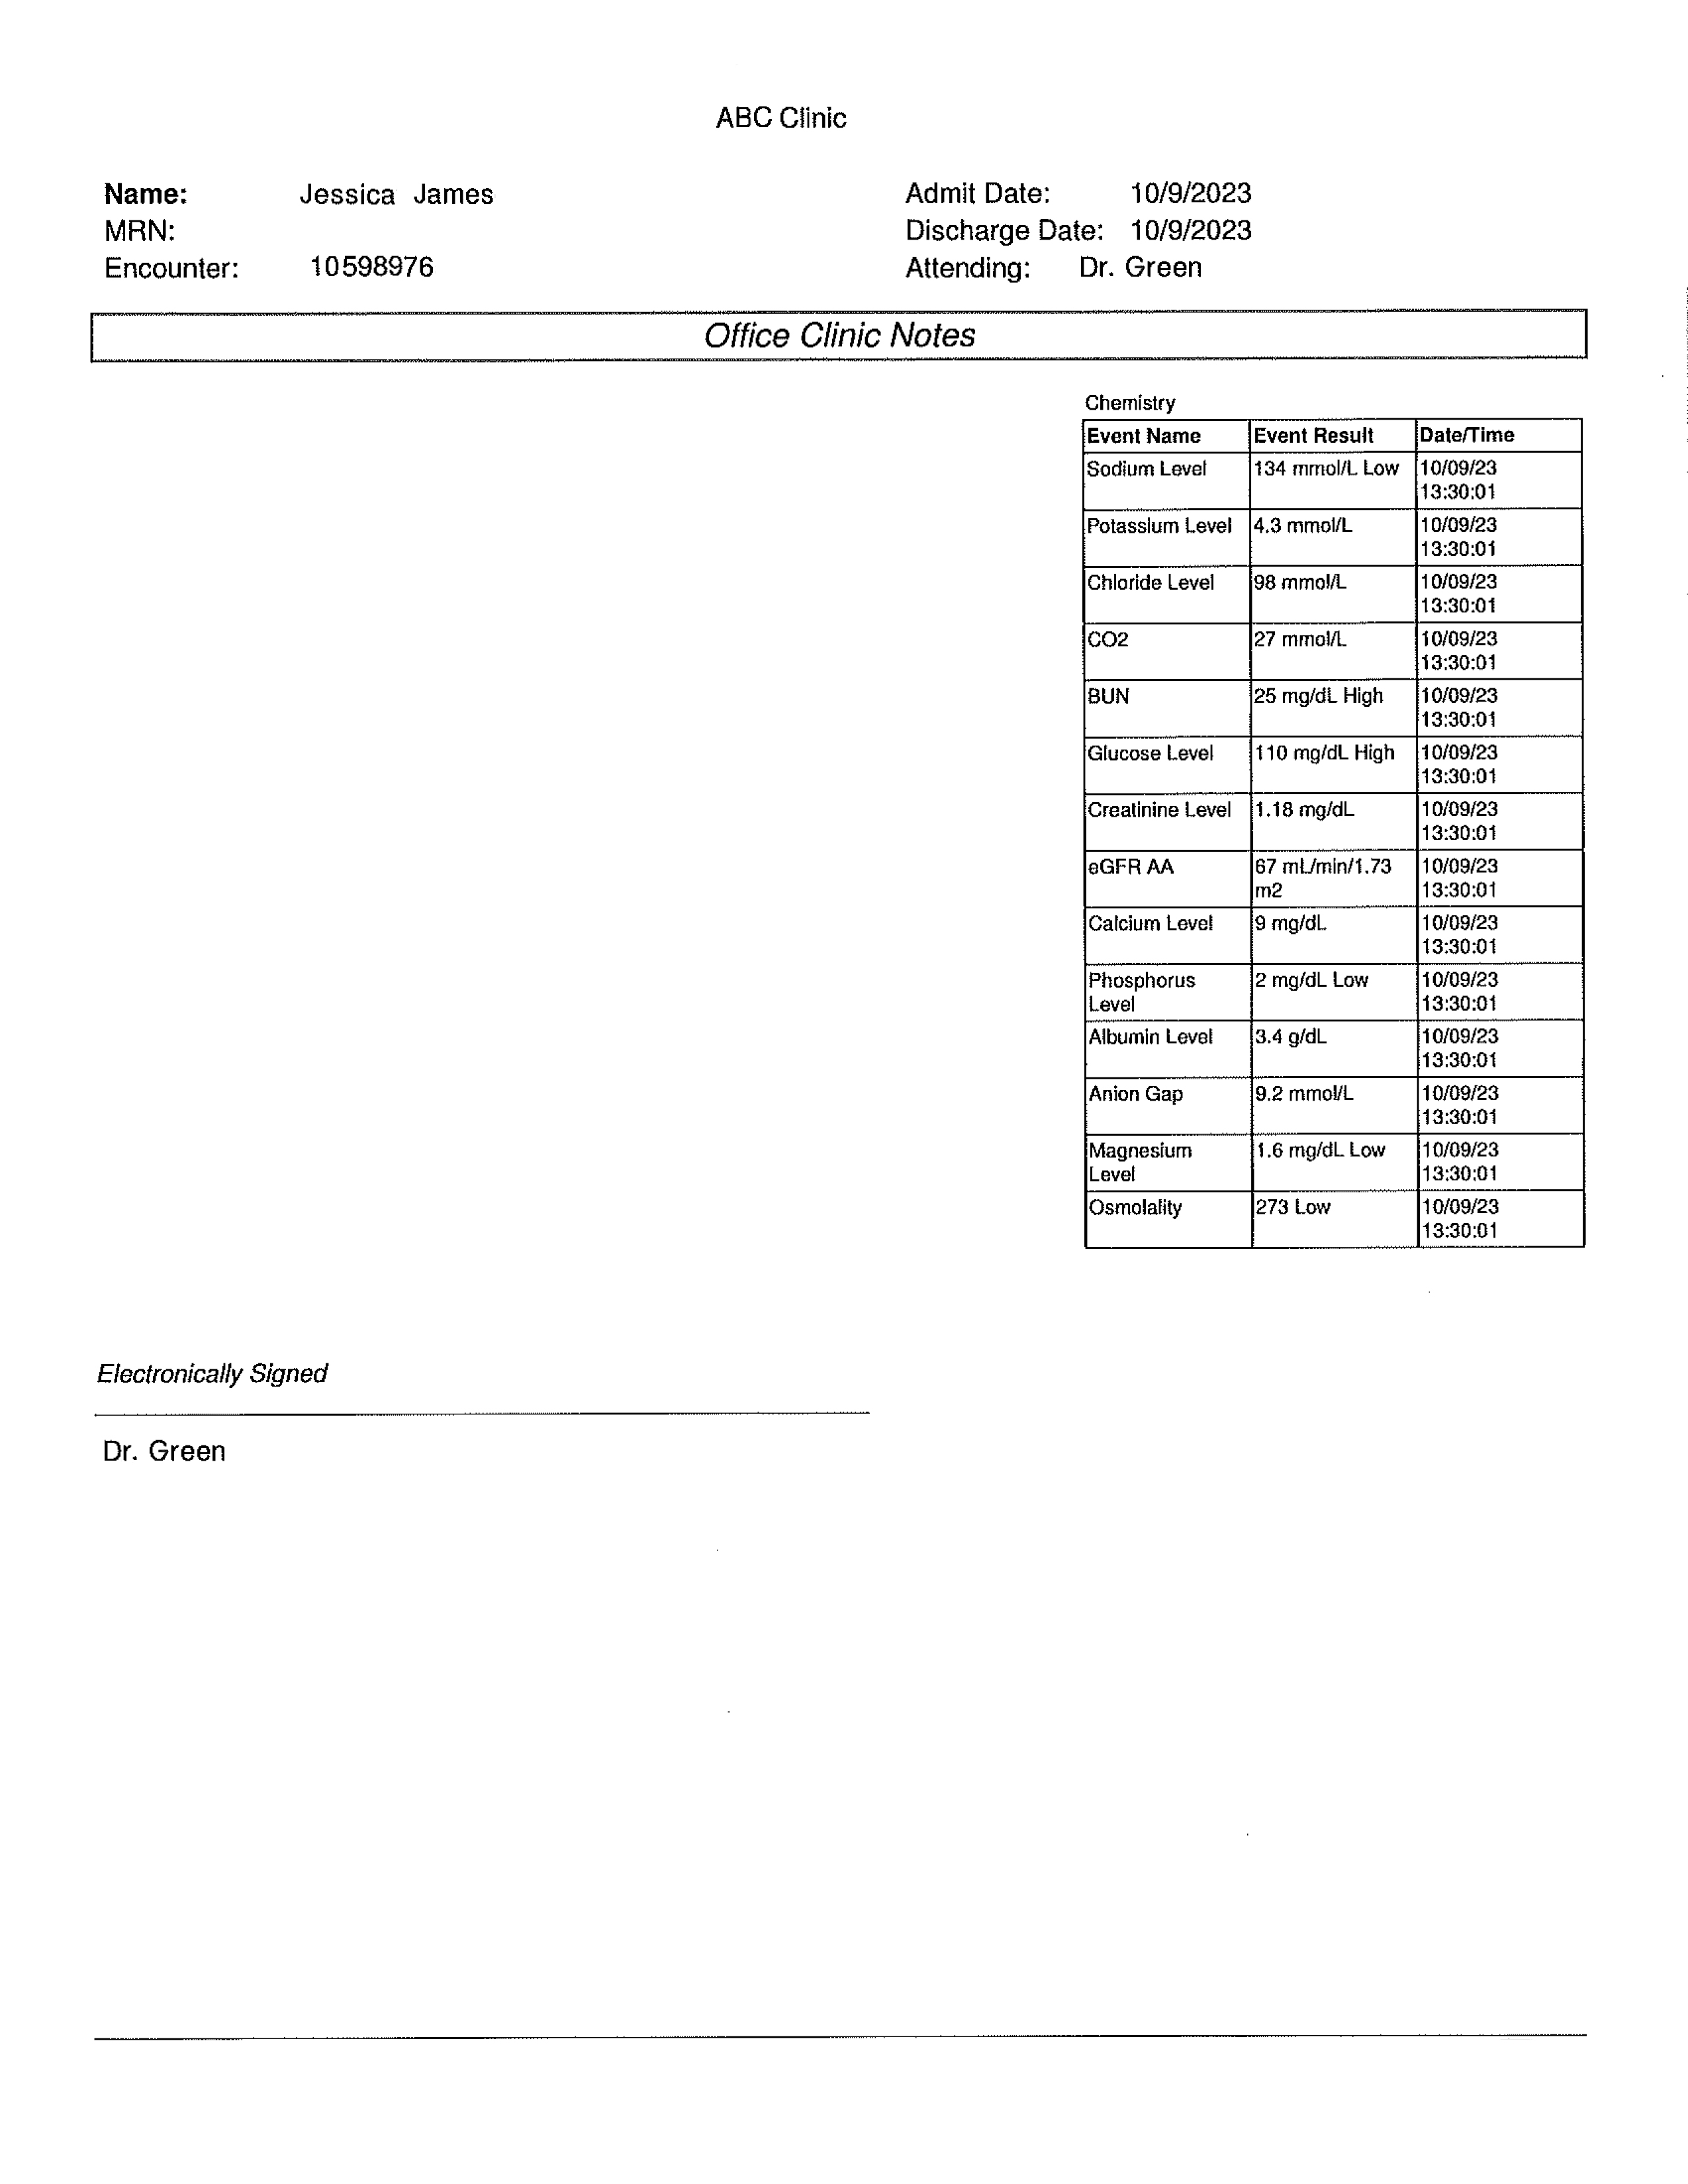 ABC Clinic
Name: Jessica James Admit Date: 10/9/2023
MRN: Discharge Date: 10/9/2023
Encounter: 10598976 Attending: Dr. Green
Office Clinic Notes
Chemistry
Event Name Event Result Date/Time
Sodium Level 134 mmol/L Low 10/09/23
13:30:01
Potassium Level 4.3 mmol/L 10/09/23
13:30:01
Chloride Level 98 mmol/L 10/09/23
13:30:01
CO2 27 mmol/L 10/09/23
13:30:01
BUN 25 mg/dL High 10/09/23
13:30:01
Glucose Level 110 mg/dL High 10/09/23
13:30:01
Creatinine Level 1.18 mg/dL 10/09/23
13:30:01
eGFR AA 67 mL/min/1.73 10/09/23
m2 13:30:01
Calcium Level 9 mg/dL 10/09/23
13:30:01
Phosphorus 2 mg/dL Low 10/09/23
Level 13:30:01
Albumin Level 3.4 g/dL 10/09/23
13:30:01
Anion Gap 9.2 mmol/L 10/09/23
13:30:01
Magnesium 1.6 mg/dL Low 10/09/23
Level 13:30:01
Osmolality 273 Low 10/09/23
13:30:01
Electronically Signed
Dr. Green